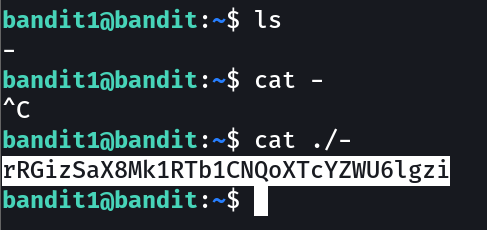 bandit1@bandit:~$ ls
-
bandit1@bandit:~$ cat -
^C
bandit1@bandit:~$ cat ./-
rRGizSaX8Mk1RTb1CNQoXTcYZWU6lgzi
bandit1@bandit:~$